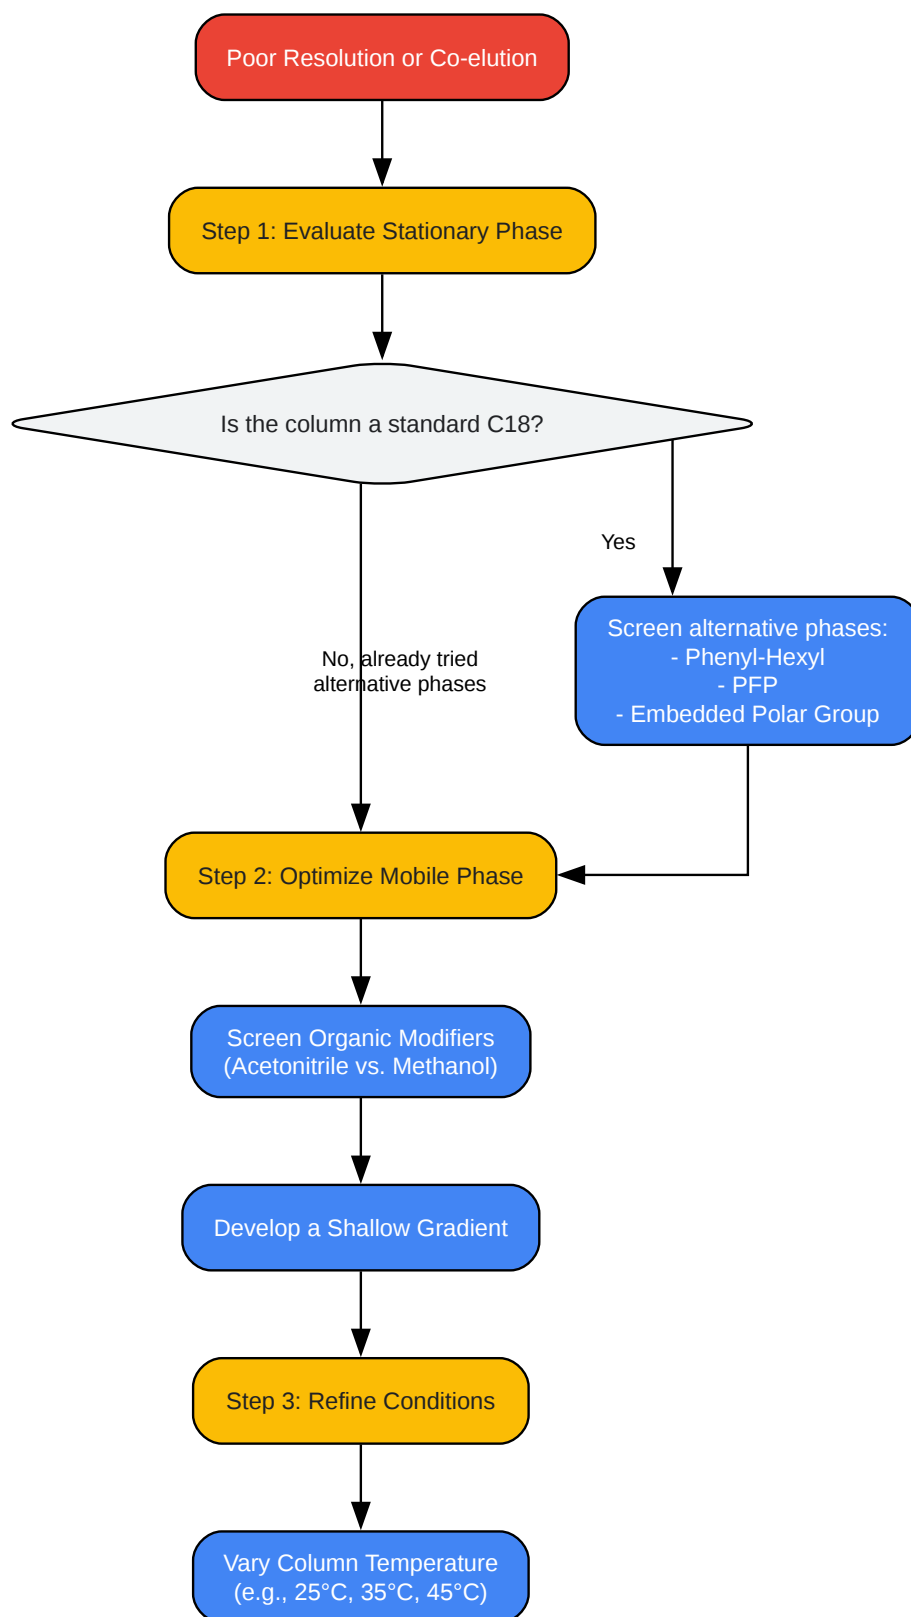 Poor Resolution or Co-elution
Step 1: Evaluate Stationary Phase
Is the column a standard C18?
Yes
Screen alternative phases:
- Phenyl-Hexyl
- PFP
- Embedded Polar Group
No, already tried
alternative phases
Step 2: Optimize Mobile Phase
Screen Organic Modifiers
(Acetonitrile vs. Methanol)
Develop a Shallow Gradient
Step 3: Refine Conditions
Vary Column Temperature
(e.g., 25°C, 35°C, 45°C)